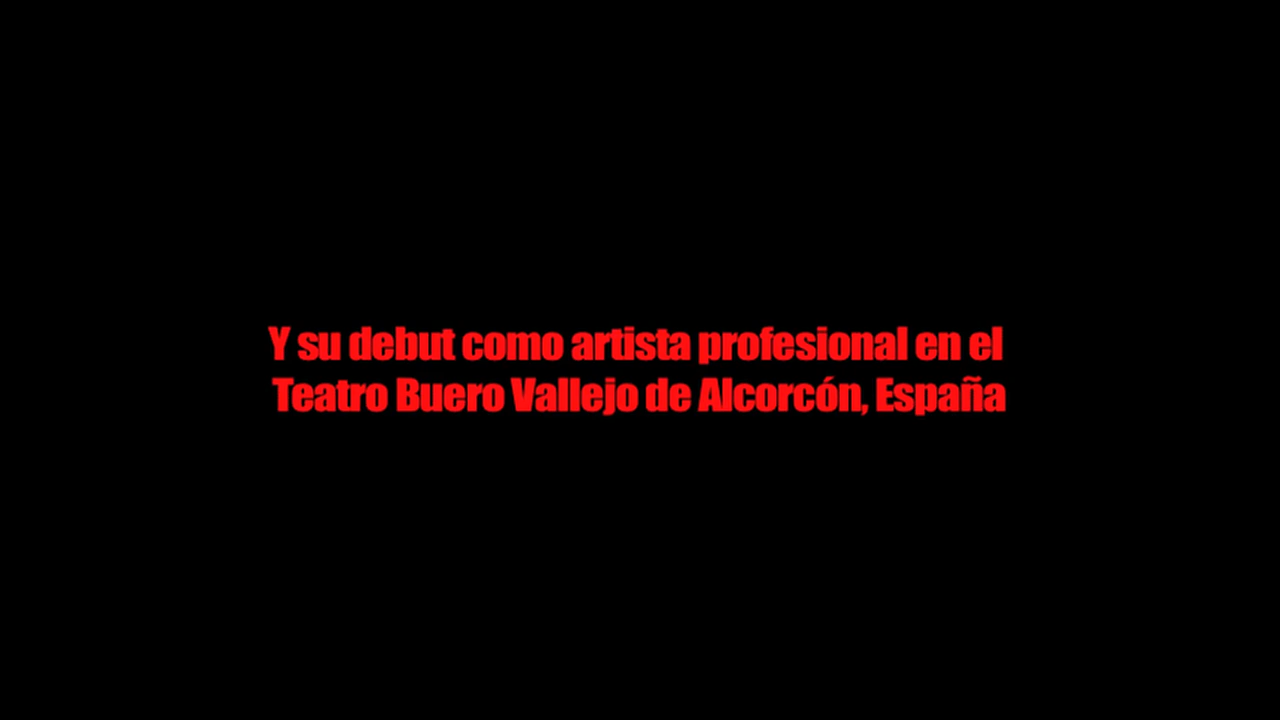 Y su debut como artista profesional en el
Teatro Buero Vallejo de Alcorcón, España